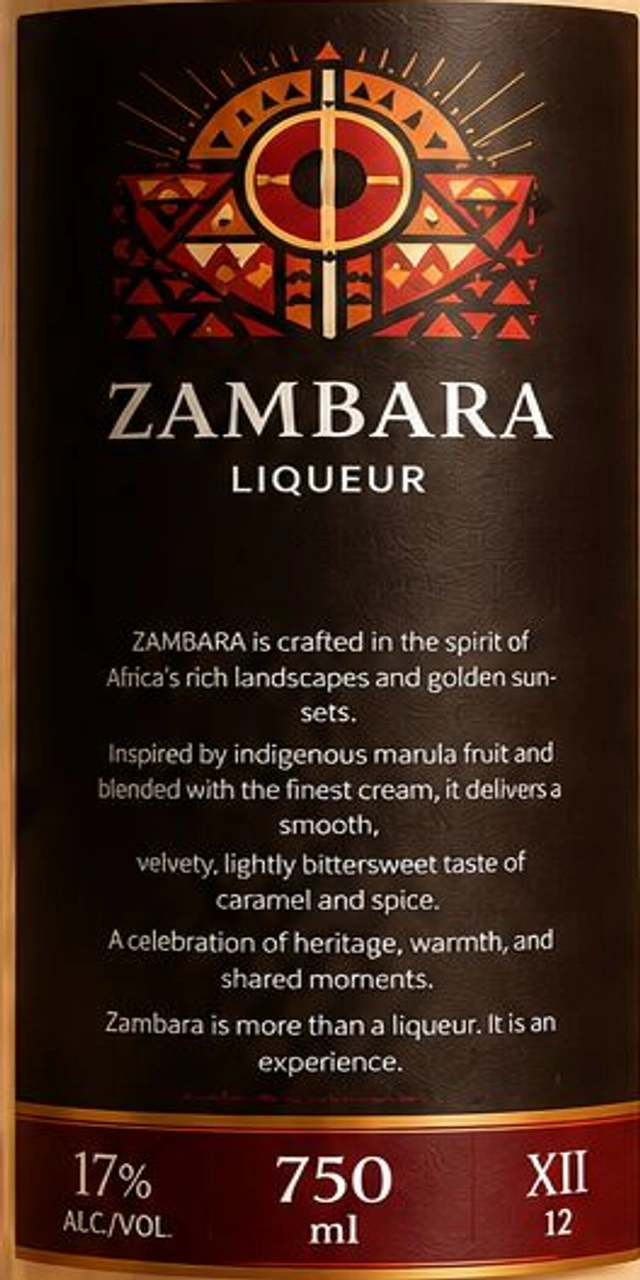 ZAMBARA
LIQUEUR
ZAMBARA is crafted in the spirit of
Africa's rich landscapes and golden sun-
sets.
Inspired by indigenous marula fruit and
blended with the finest cream, it delivers a
smooth,
velvety, lightly bittersweet taste of
caramel and spice.
A celebration of heritage, warmth, and
shared mornents.
Zambara is more than a liqueur. It is an
experience.
17% 750 XII
ALC./VOL. ml 12